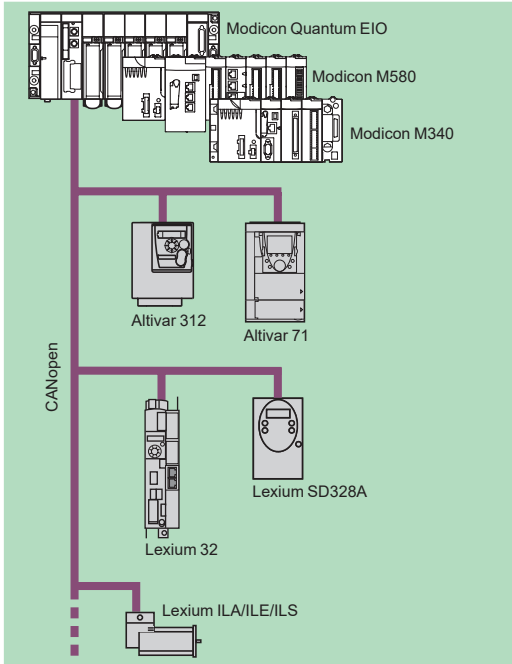 Modicon Quantum EIO
Modicon M580
Modicon M340
Altivar 312
Altivar 71
CANopen
Lexium SD328A
Lexium 32
Lexium ILA/ILE/ILS